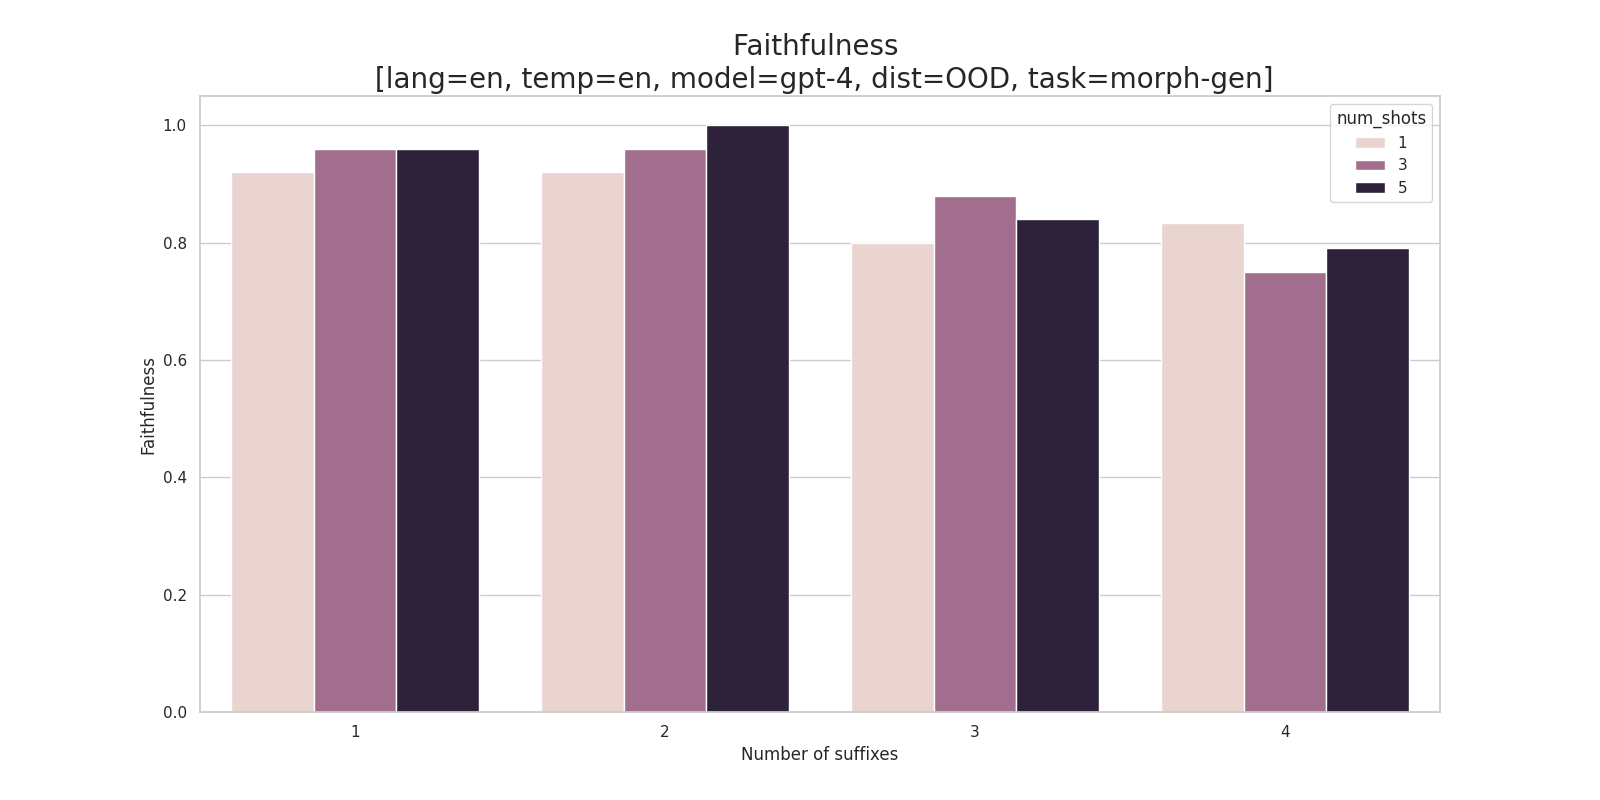 Faithfulness
[lang=en, temp=en, model=gpt-4, dist=OOD, task=morph-gen]
num_shots
1
3
5
Faithfulness
1.0
0.8
0.6
0.4
0.2
0.0
1 2 3 4
Number of suffixes